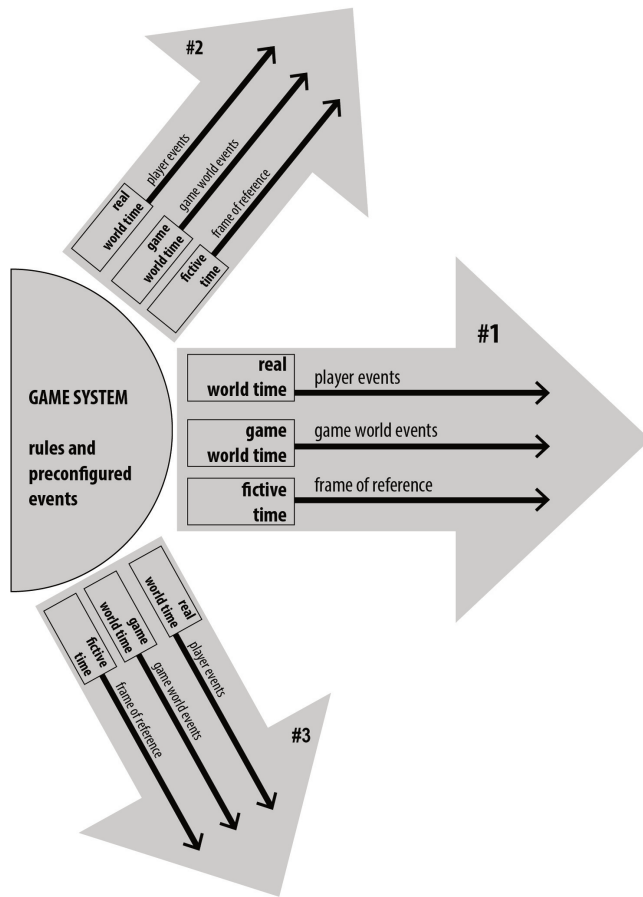 #2
player events
real
world time
game world events
game
world time
frame of reference
fictive
time
GAME SYSTEM
rules and
preconfigured
events
#1
real
world time
player events
game
world time
game world events
fictive
time
frame of reference
real
world time
player events
game
world time
game world events
fictive
time
frame of reference
#3